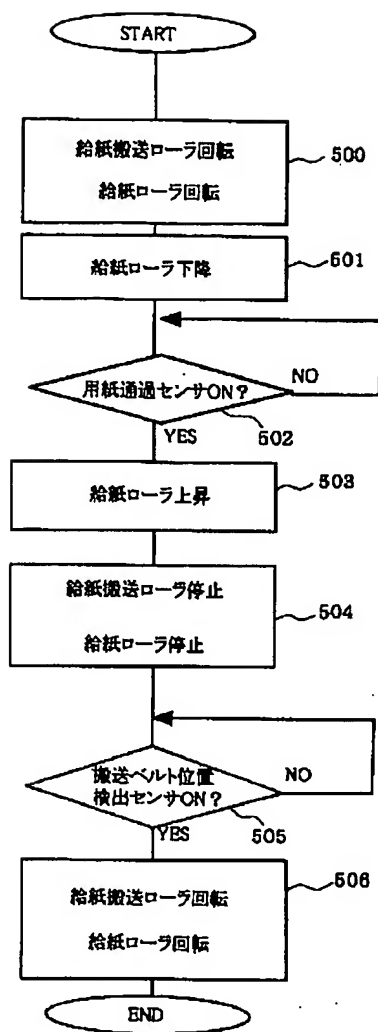 START
給紙搬送ローラ回転
給紙ローラ回転
500
給紙ローラ下降
501
用紙通過センサON?
NO
502
YES
給紙ローラ上昇
503
給紙搬送ローラ停止
給紙ローラ停止
504
搬送ベルト位置
検出センサON?
NO
505
YES
給紙搬送ローラ回転
給紙ローラ回転
506
END